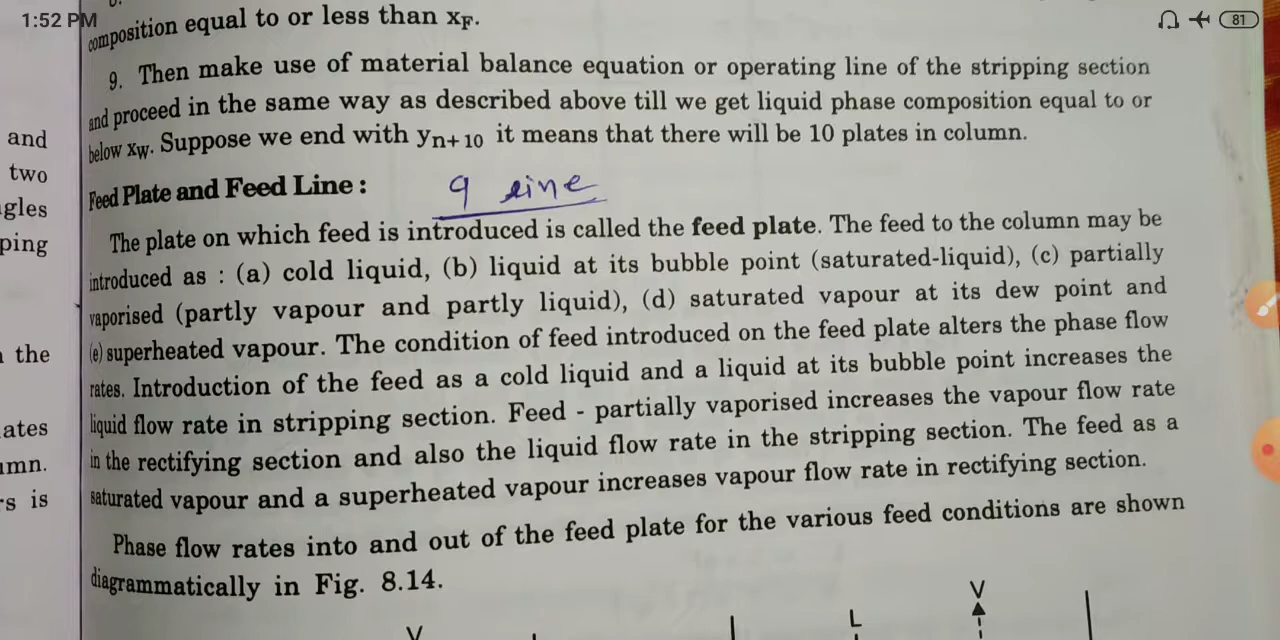 1:52 PM
81
composition equal to or less than xF.
9. Then make use of material balance equation or operating line of the stripping section
and proceed in the same way as described above till we get liquid phase composition equal to or
below xW. Suppose we end with yn+10 it means that there will be 10 plates in column.
Feed Plate and Feed Line : q line
The plate on which feed is introduced is called the feed plate. The feed to the column may be
introduced as : (a) cold liquid, (b) liquid at its bubble point (saturated-liquid), (c) partially
vaporised (partly vapour and partly liquid), (d) saturated vapour at its dew point and
(e) superheated vapour. The condition of feed introduced on the feed plate alters the phase flow
rates. Introduction of the feed as a cold liquid and a liquid at its bubble point increases the
liquid flow rate in stripping section. Feed - partially vaporised increases the vapour flow rate
in the rectifying section and also the liquid flow rate in the stripping section. The feed as a
saturated vapour and a superheated vapour increases vapour flow rate in rectifying section.
Phase flow rates into and out of the feed plate for the various feed conditions are shown
diagrammatically in Fig. 8.14.
V
L
V
and
two
gles
ping
the
ates
mn.
s is